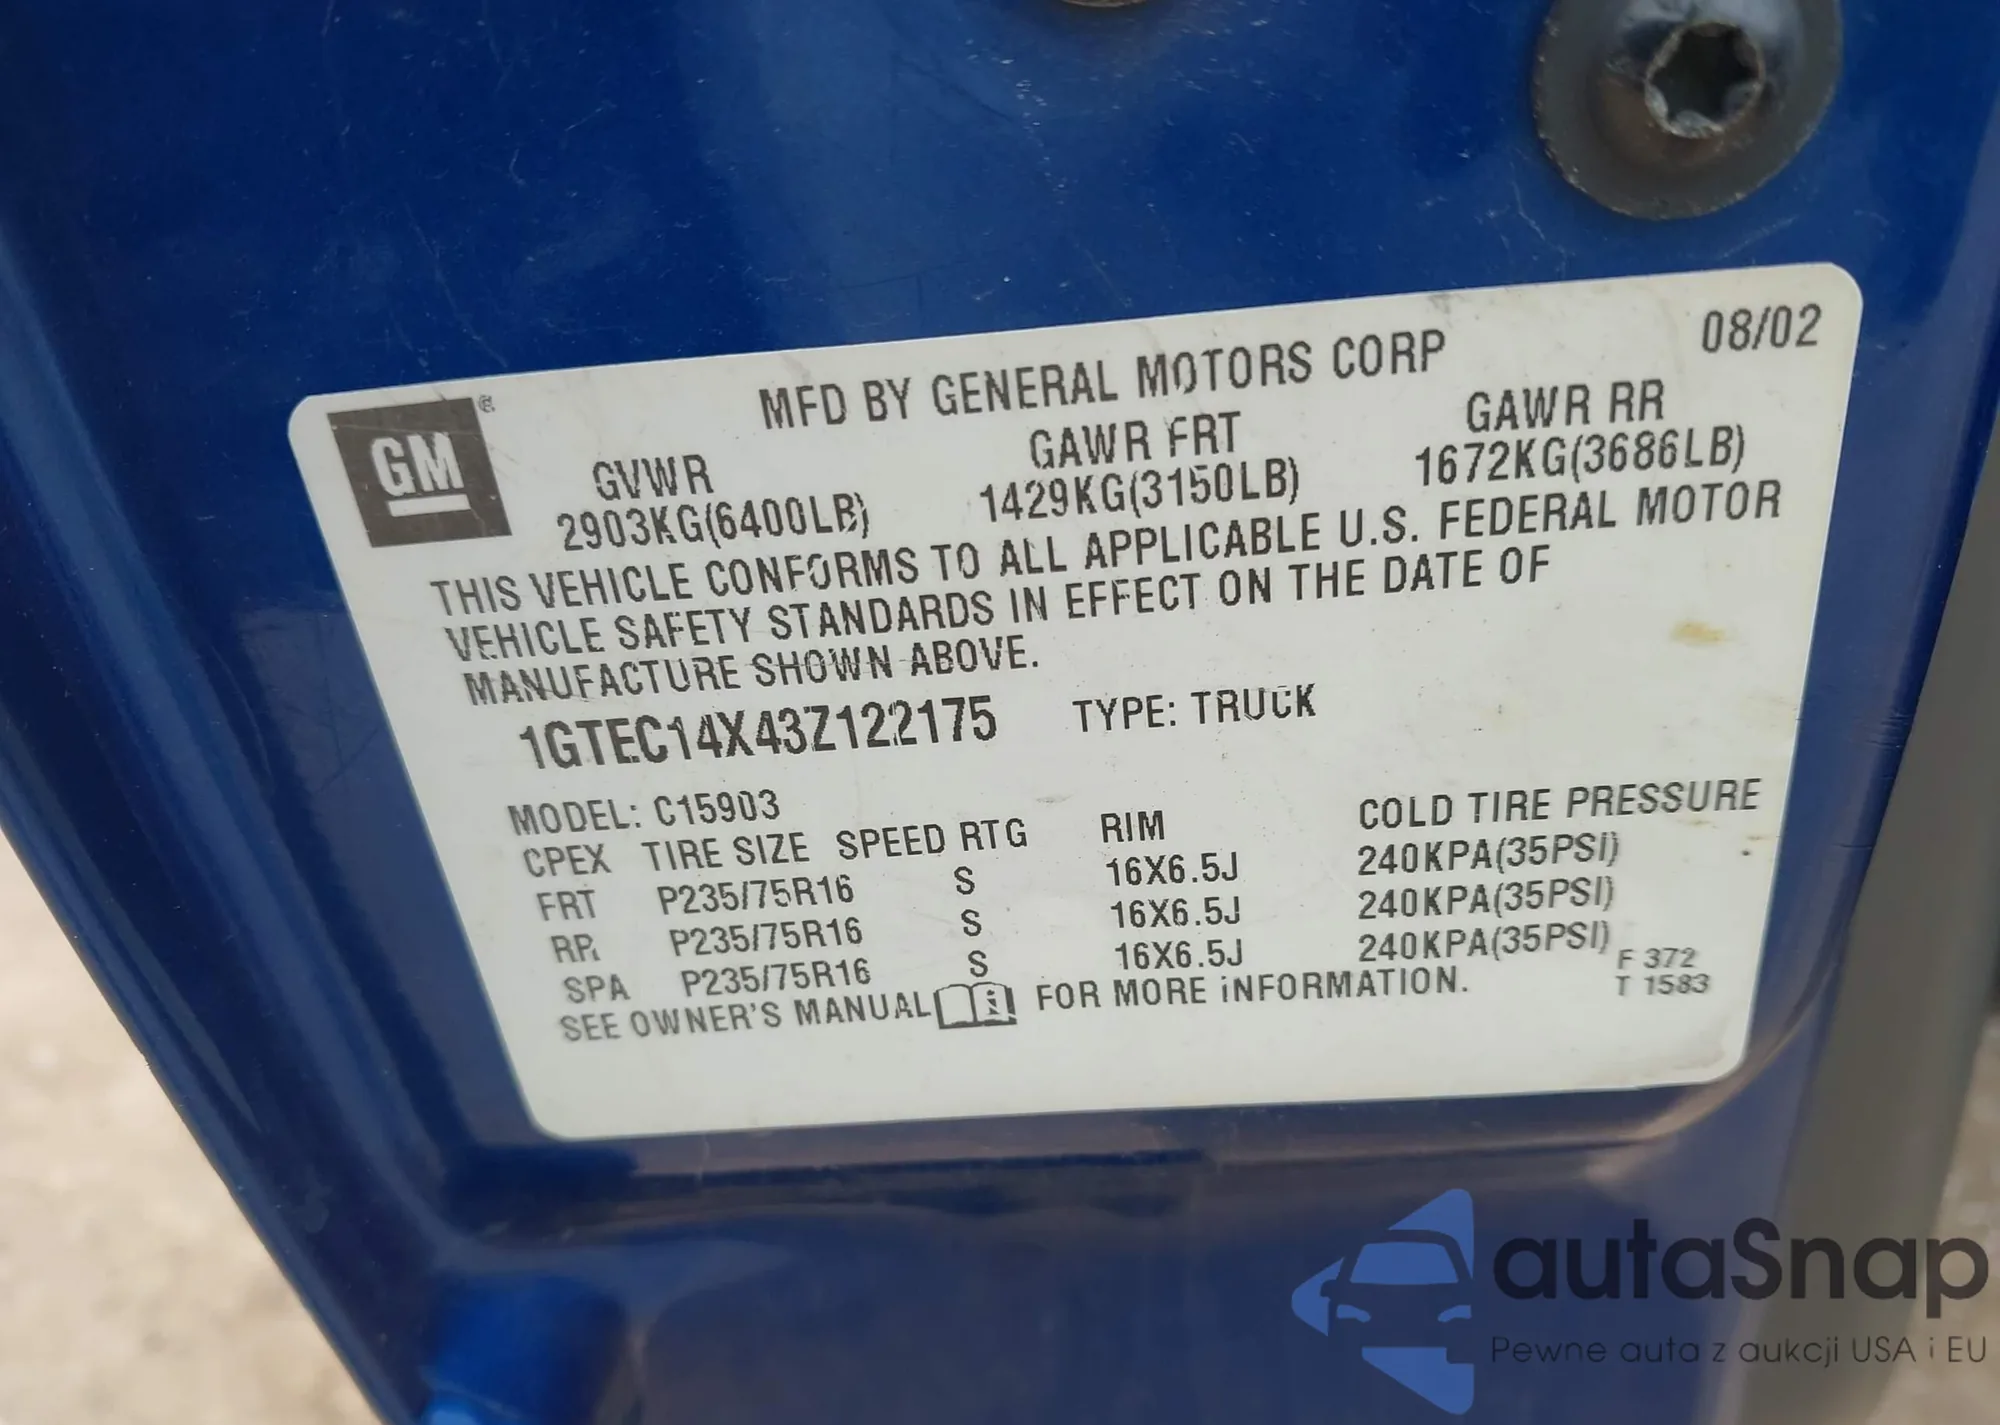 08/02
MFD BY GENERAL MOTORS CORP
GM ®
GVWR GAWR FRT GAWR RR
2903KG(6400LB) 1429KG(3150LB) 1672KG(3686LB)
THIS VEHICLE CONFORMS TO ALL APPLICABLE U.S. FEDERAL MOTOR
VEHICLE SAFETY STANDARDS IN EFFECT ON THE DATE OF
MANUFACTURE SHOWN ABOVE.
1GTEC14X43Z122175 TYPE: TRUCK
MODEL: C15903
CPEX TIRE SIZE SPEED RTG RIM COLD TIRE PRESSURE
FRT P235/75R16 S 16X6.5J 240KPA(35PSI)
RR P235/75R16 S 16X6.5J 240KPA(35PSI)
SPA P235/75R16 S 16X6.5J 240KPA(35PSI)
SEE OWNER'S MANUAL i FOR MORE INFORMATION.
F 372
T 1583
autaSnap
Pewne auta z aukcji USA i EU